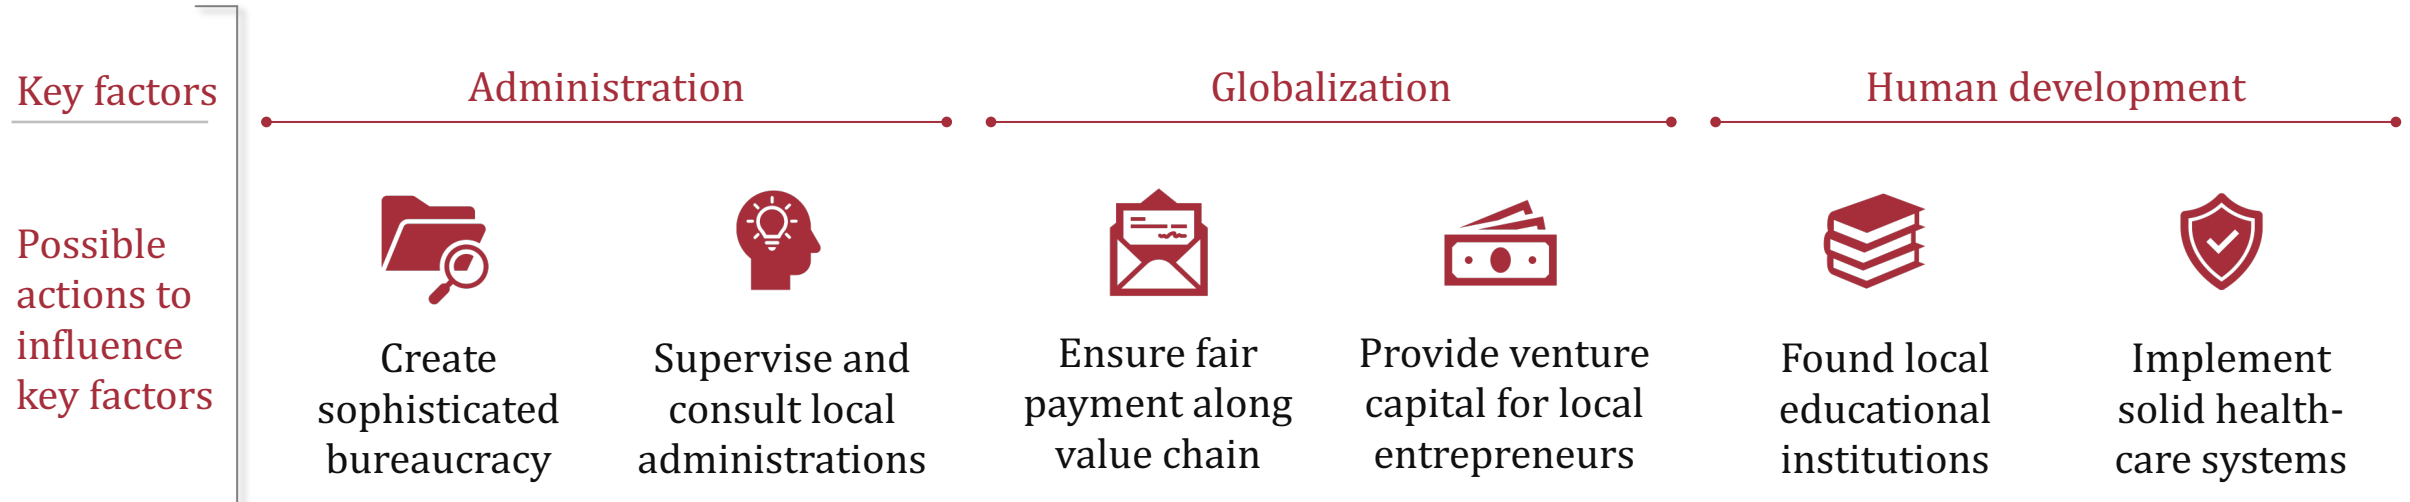 Key factors
Administration
Globalization
Human development
Possible
actions to
influence
key factors
Create
sophisticated
bureaucracy
Supervise and
consult local
administrations
Ensure fair
payment along
value chain
Provide venture
capital for local
entrepreneurs
Found local
educational
institutions
Implement
solid health-
care systems